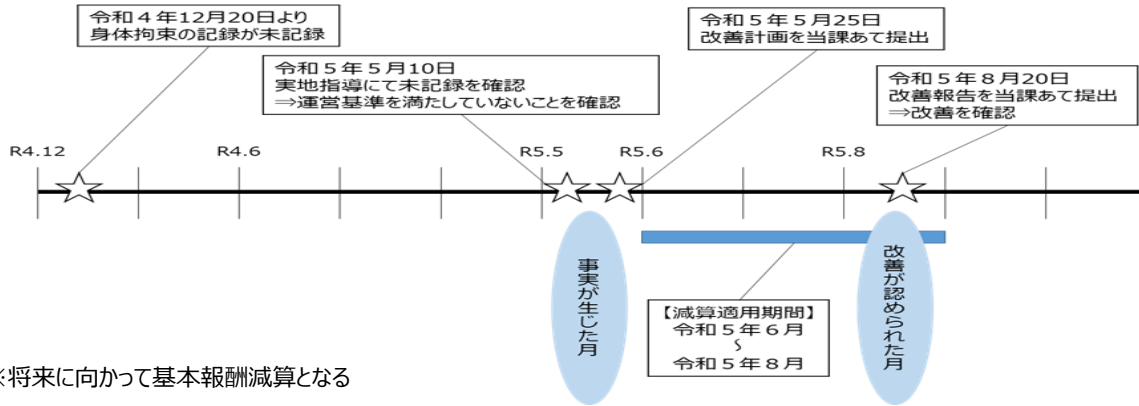 令和４年12月20日より
身体拘束の記録が未記録
令和５年５月10日
実地指導にて未記録を確認
⇒運営基準を満たしていないことを確認
令和５年５月25日
改善計画を当課あて提出
令和５年８月20日
改善報告を当課あて提出
⇒改善を確認
R4.12
R4.6
R5.5
R5.6
R5.8
事実が生じた月
改善が認められた月
【減算適用期間】
令和５年６月
～
令和５年８月
※将来に向かって基本報酬減算となる